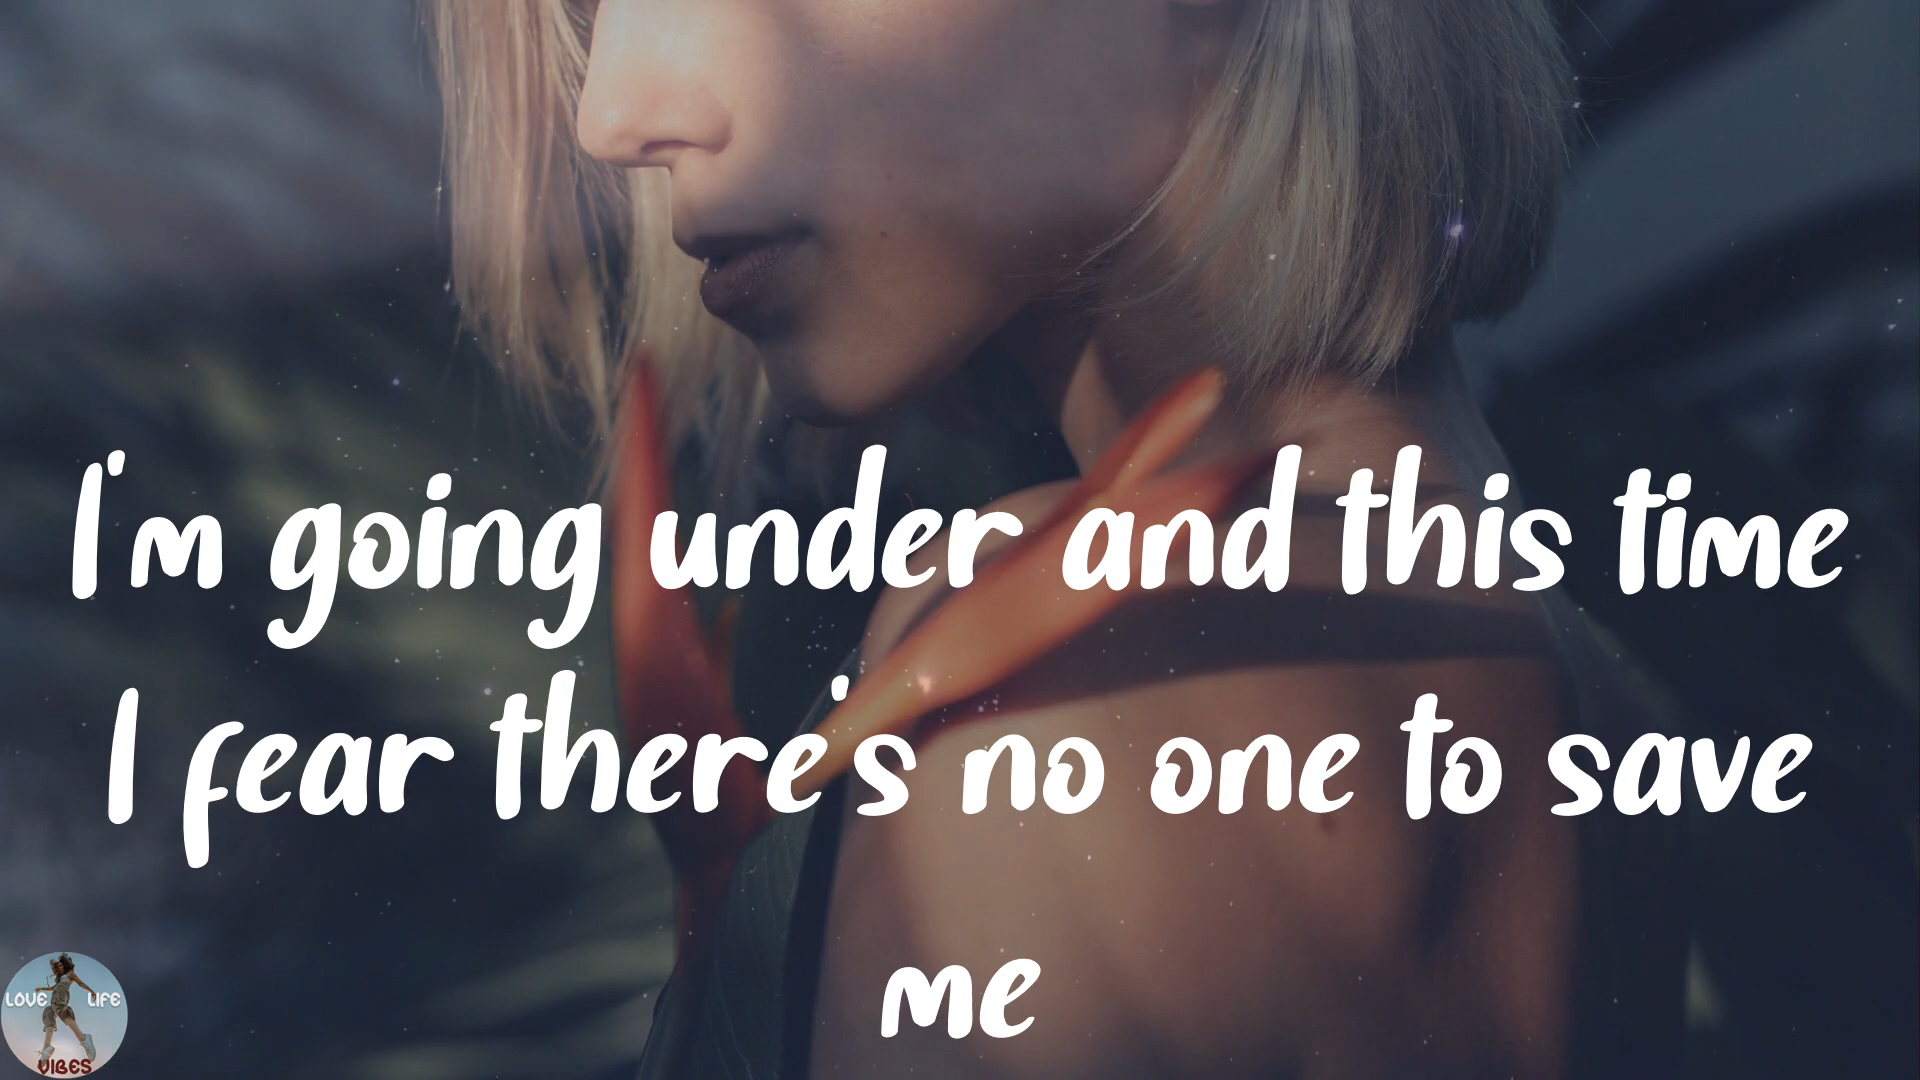 I'm going under and this time
I fear there's no one to save
me
LOVE LIFE
VIBES